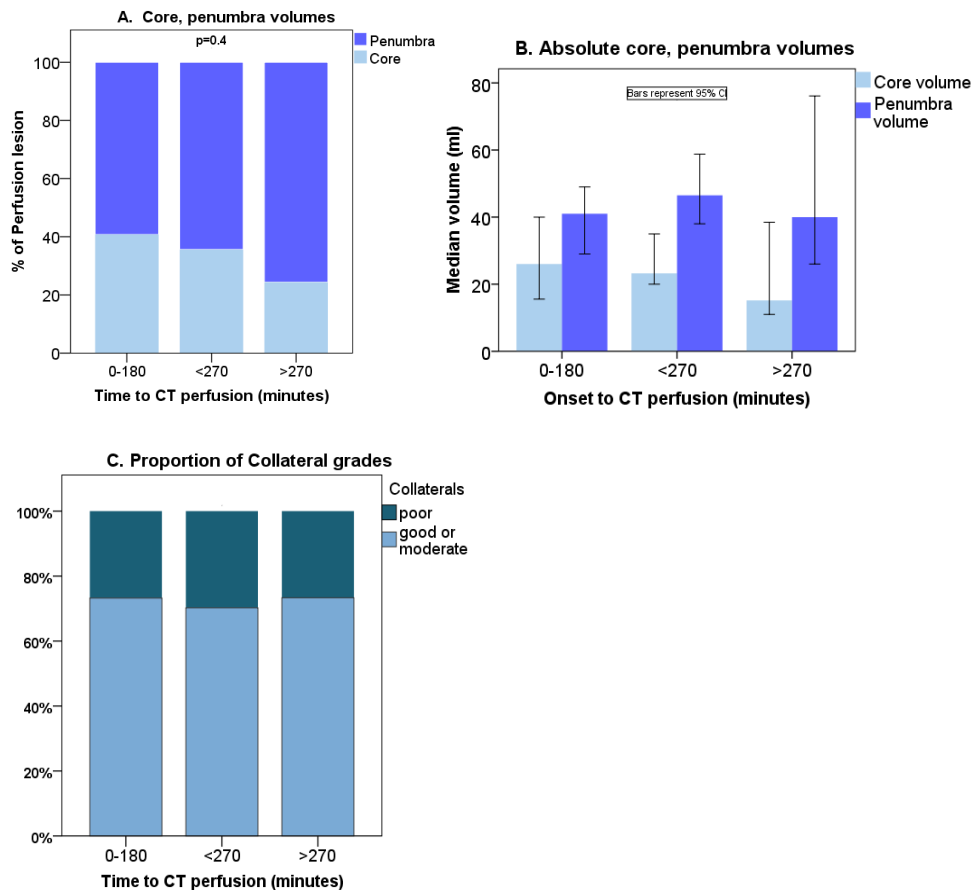 A. Core, penumbra volumes
p=0.4
Penumbra
Core
100
80
60
40
20
0
% of Perfusion lesion
0-180 <270 >270
Time to CT perfusion (minutes)
B. Absolute core, penumbra volumes
Bars represent 95% CI
Core volume
Penumbra
volume
80
60
40
20
0
Median volume (ml)
0-180 <270 >270
Onset to CT perfusion (minutes)
C. Proportion of Collateral grades
Collaterals
poor
good or
moderate
100%
80%
60%
40%
20%
0%
0-180 <270 >270
Time to CT perfusion (minutes)